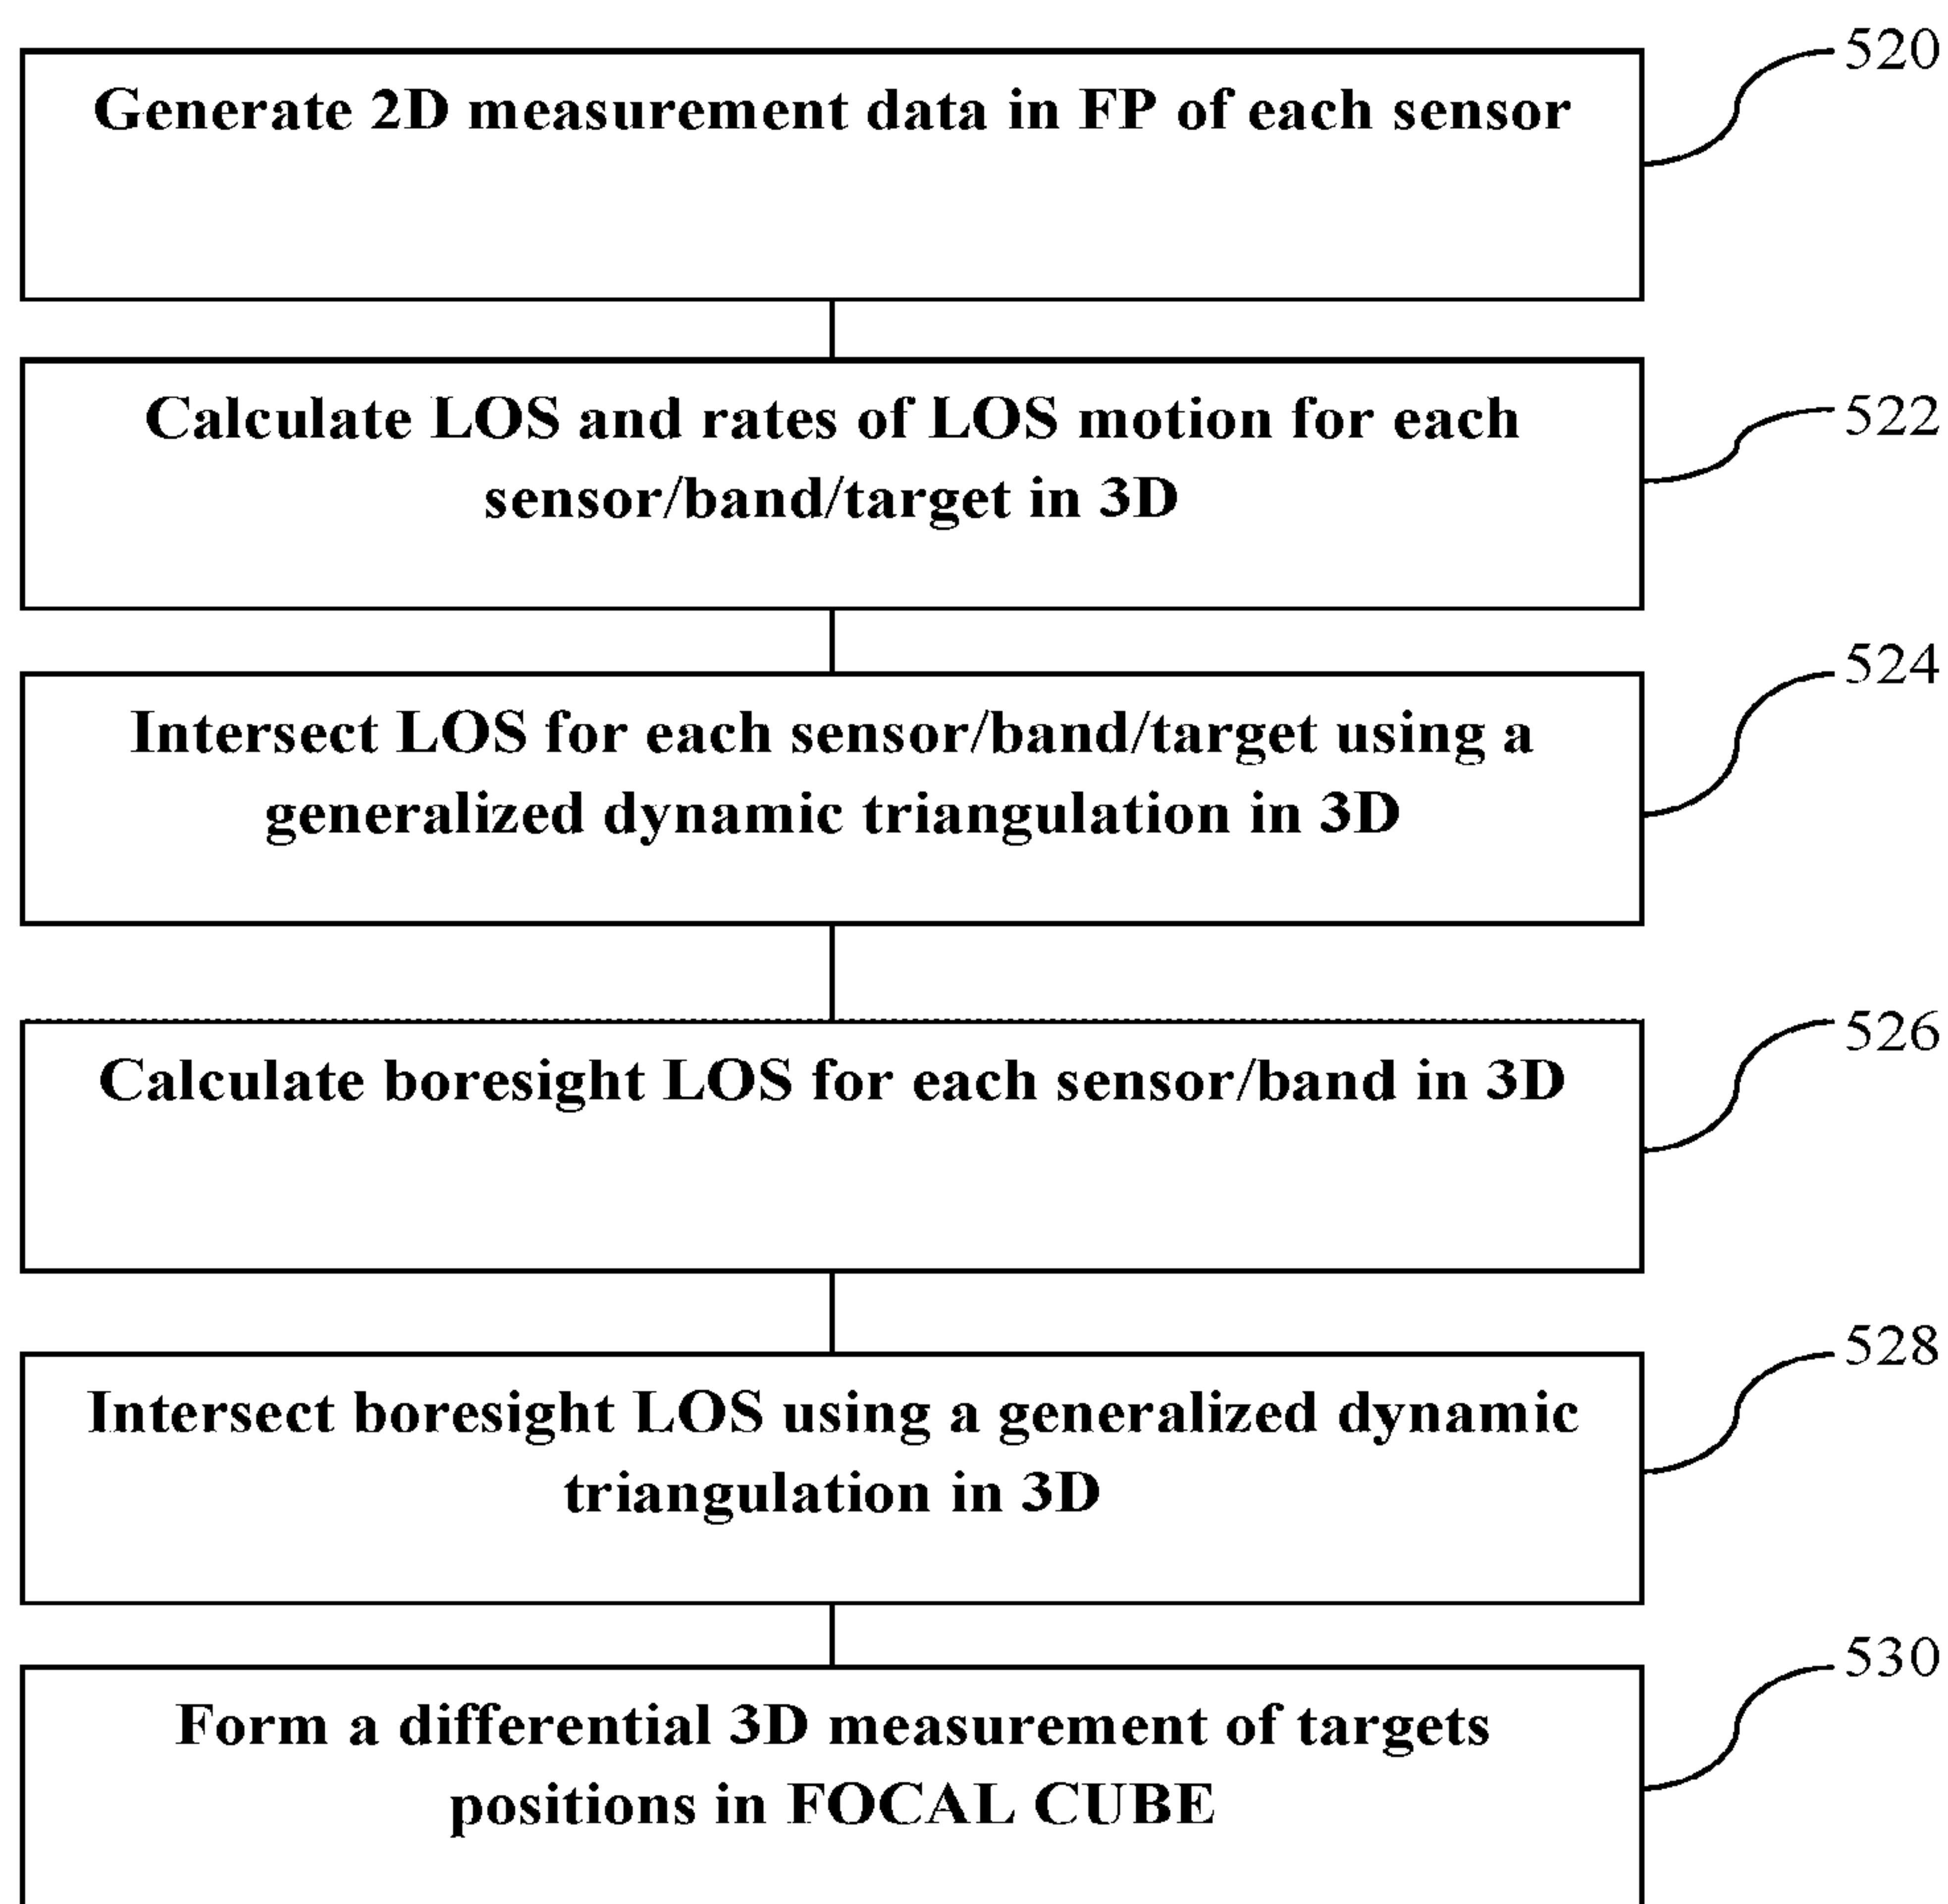 520
Generate 2D measurement data in FP of each sensor
522
Calculate LOS and rates of LOS motion for each
sensor/band/target in 3D
524
Intersect LOS for each sensor/band/target using a
generalized dynamic triangulation in 3D
526
Calculate boresight LOS for each sensor/band in 3D
528
Intersect boresight LOS using a generalized dynamic
triangulation in 3D
530
Form a differential 3D measurement of targets
positions in FOCAL CUBE